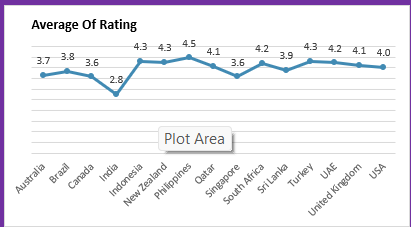 Average Of Rating
3.7 3.8 3.6 2.8 4.3 4.3 4.5 4.1 3.6 4.2 3.9 4.3 4.2 4.1 4.0
Plot Area
Australia
Brazil
Canada
India
Indonesia
New Zealand
Philippines
Qatar
Singapore
South Africa
Sri Lanka
Turkey
UAE
United Kingdom
USA